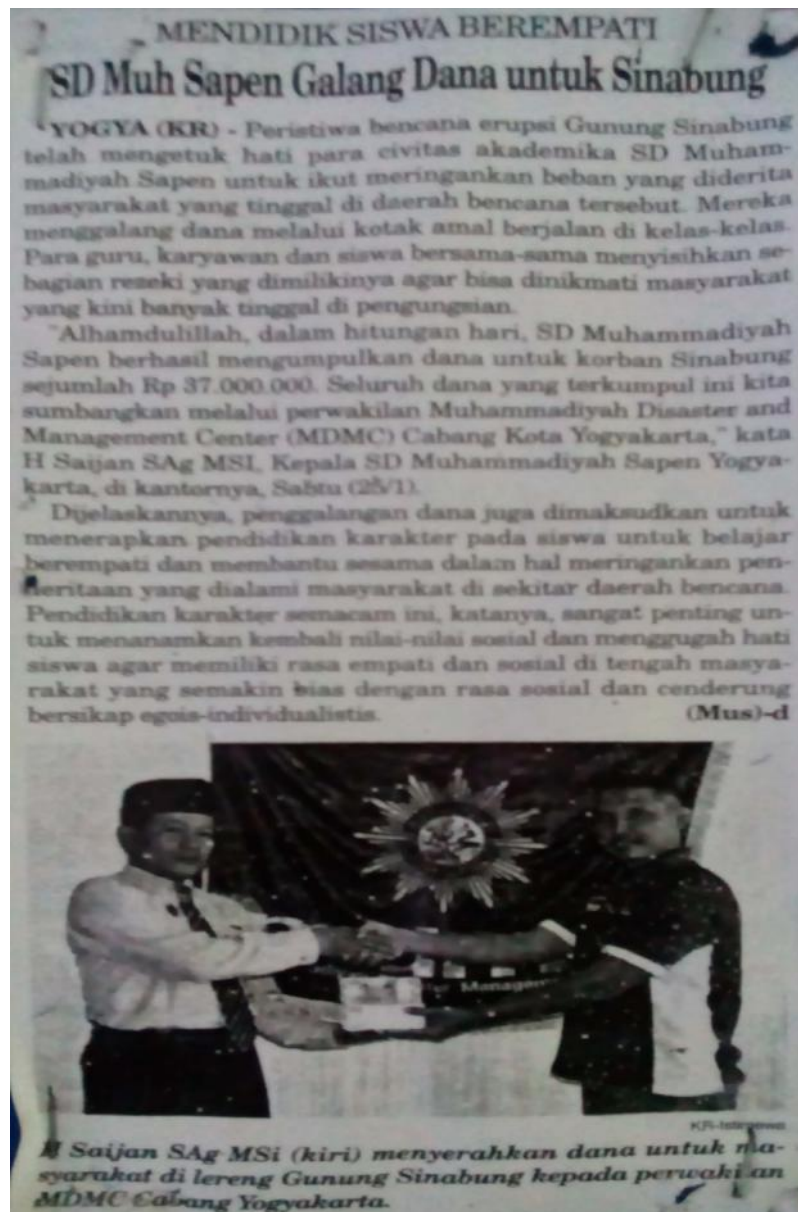 MENDIDIK SISWA BEREMPATI
SD Muh Sapen Galang Dana untuk Sinabung
YOGYA (KR) - Peristiwa bencana erupsi Gunung Sinabung
telah mengetuk hati para civitas akademika SD Muham-
madiyah Sapen untuk ikut meringankan beban yang diderita
masyarakat yang tinggal di daerah bencana tersebut. Mereka
menggalang dana melalui kotak amal berjalan di kelas-kelas.
Para guru, karyawan dan siswa bersama-sama menyisihkan se-
bagian rezeki yang dimilikinya agar bisa dinikmati masyarakat
yang kini banyak tinggal di pengungsian.
"Alhamdulillah, dalam hitungan hari, SD Muhammadiyah
Sapen berhasil mengumpulkan dana untuk korban Sinabung
sejumlah Rp 37.000.000. Seluruh dana yang terkumpul ini kita
sumbangkan melalui perwakilan Muhammadiyah Disaster and
Management Center (MDMC) Cabang Kota Yogyakarta," kata
H Saijan SAg MSI, Kepala SD Muhammadiyah Sapen Yogya-
karta, di kantornya, Sabtu (25/1).
Dijelaskannya, penggalangan dana juga dimaksudkan untuk
menerapkan pendidikan karakter pada siswa untuk belajar
berempati dan membantu sesama dalam hal meringankan pen-
deritaan yang dialami masyarakat di sekitar daerah bencana.
Pendidikan karakter semacam ini, katanya, sangat penting un-
tuk menanamkan kembali nilai-nilai sosial dan menggugah hati
siswa agar memiliki rasa empati dan sosial di tengah masya-
rakat yang semakin bias dengan rasa sosial dan cenderung
bersikap egois-individualistis. (Mus)-d
Managem
KR-Istimewa
H Saijan SAg MSi (kiri) menyerahkan dana untuk ma-
syarakat di lereng Gunung Sinabung kepada perwakilan
MDMC Cabang Yogyakarta.